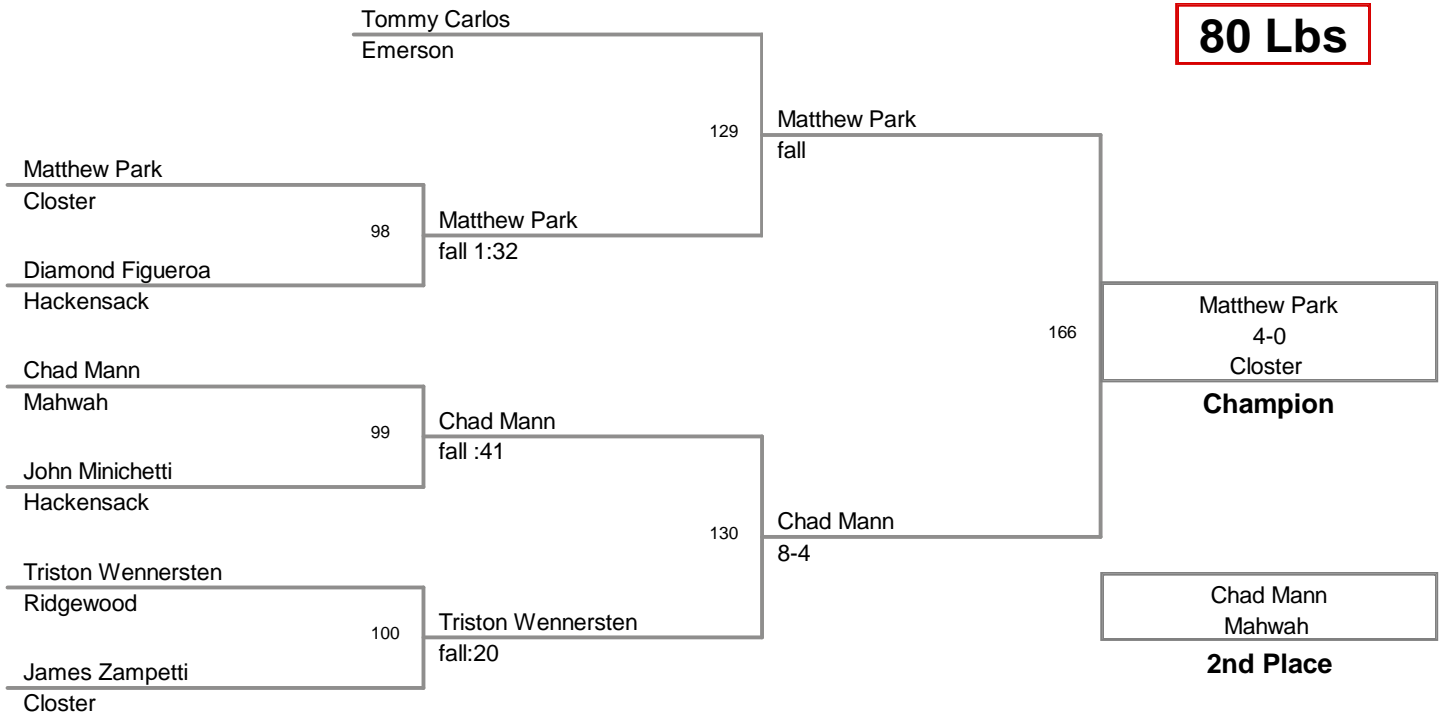 Tommy Carlos
Emerson
80 Lbs
129
Matthew Park
fall
Matthew Park
Closter
98
Matthew Park
fall 1:32
Diamond Figueroa
Hackensack
166
Matthew Park
4-0
Closter
Champion
Chad Mann
Mahwah
99
Chad Mann
fall :41
John Minichetti
Hackensack
130
Chad Mann
8-4
Triston Wennersten
Ridgewood
100
Triston Wennersten
fall:20
James Zampetti
Closter
Chad Mann
Mahwah
2nd Place